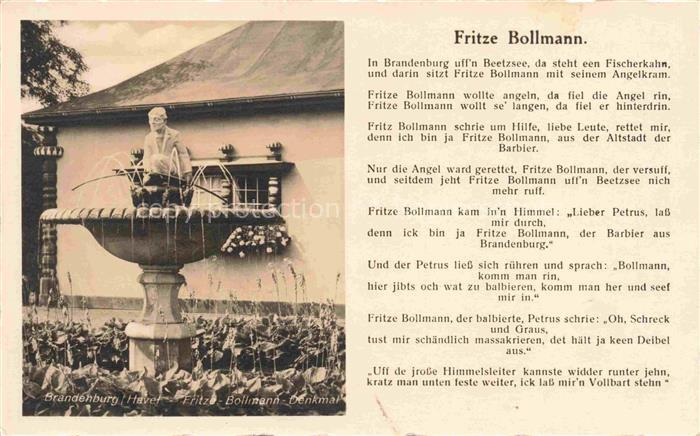 Fritze Bollmann.
In Brandenburg uff'n Beetzsee, da steht een Fischerkahn,
und darin sitzt Fritze Bollmann mit seinem Angelkram.
Fritze Bollmann wollte angeln, da fiel die Angel rin,
Fritze Bollmann wollt se' langen, da fiel er hinterdrin.
Fritz Bollmann schrie um Hilfe, liebe Leute, rettet mir,
denn ich bin ja Fritze Bollmann, aus der Altstadt der
Barbier.
Nur die Angel ward gerettet, Fritze Bollmann, der versuff,
und seitdem jeht Fritze Bollmann uff'n Beetzsee nich
mehr ruff.
Fritze Bollmann kam in'n Himmel: „Lieber Petrus, laß
mir durch,
denn ick bin ja Fritze Bollmann, der Barbier aus
Brandenburg."
Und der Petrus ließ sich rühren und sprach: „Bollmann,
komm man rin,
hier jibts och wat zu balbieren, komm man her und seef
mir in."
Fritze Bollmann, der balbierte, Petrus schrie: „Oh, Schreck
und Graus,
tust mir schändlich massakrieren, det hält ja keen Deibel
aus."
„Uff de jroße Himmelsleiter kannste widder runter jehn,
kratz man unten feste weiter, ick laß mir'n Vollbart stehn "
copyright protection
Brandenburg/Havel - Fritze-Bollmann-Denkmal